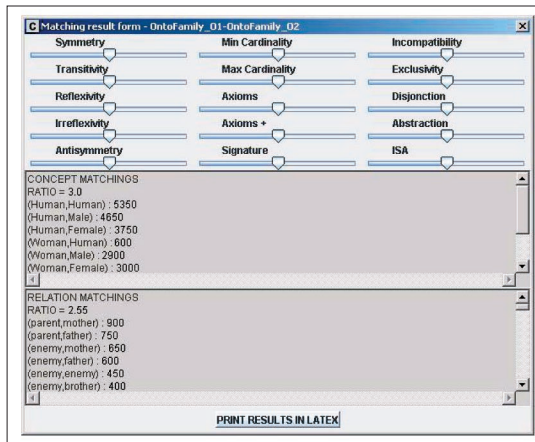 C Matching result form - OntoFamily_01-OntoFamily_02
Symmetry Min Cardinality Incompatibility
Transitivity Max Cardinality Exclusivity
Reflexivity Axioms Disjonction
Irreflexivity Axioms + Abstraction
Antisymmetry Signature ISA
CONCEPT MATCHINGS
RATIO = 3.0
(Human,Human) : 5350
(Human,Male) : 4650
(Human,Female) : 3750
(Woman,Human) : 600
(Woman,Male) : 2900
(Woman,Female) : 3000
RELATION MATCHINGS
RATIO = 2.55
(parent,mother) : 900
(parent,father) : 750
(enemy,mother) : 650
(enemy,father) : 600
(enemy,enemy) : 450
(enemy,brother) : 400
PRINT RESULTS IN LATEX